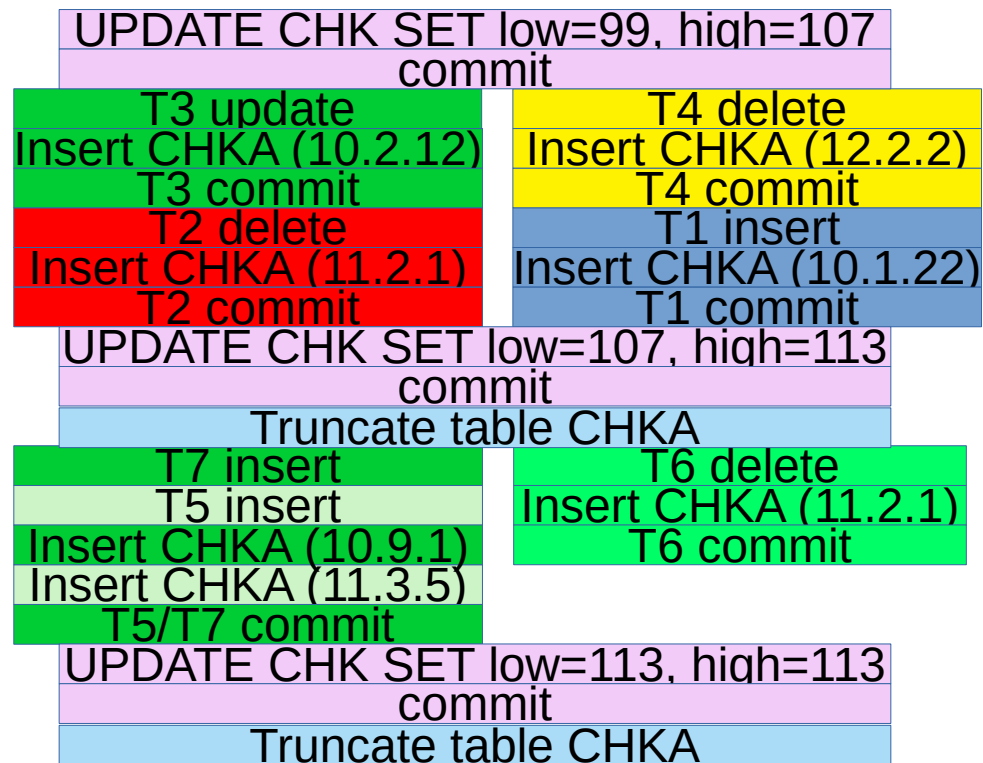 UPDATE CHK SET low=99, high=107
commit
T3 update
Insert CHKA (10.2.12)
T3 commit
T2 delete
Insert CHKA (11.2.1)
T2 commit
T4 delete
Insert CHKA (12.2.2)
T4 commit
T1 insert
Insert CHKA (10.1.22)
T1 commit
UPDATE CHK SET low=107, high=113
commit
Truncate table CHKA
T7 insert
T5 insert
Insert CHKA (10.9.1)
Insert CHKA (11.3.5)
T5/T7 commit
T6 delete
Insert CHKA (11.2.1)
T6 commit
UPDATE CHK SET low=113, high=113
commit
Truncate table CHKA